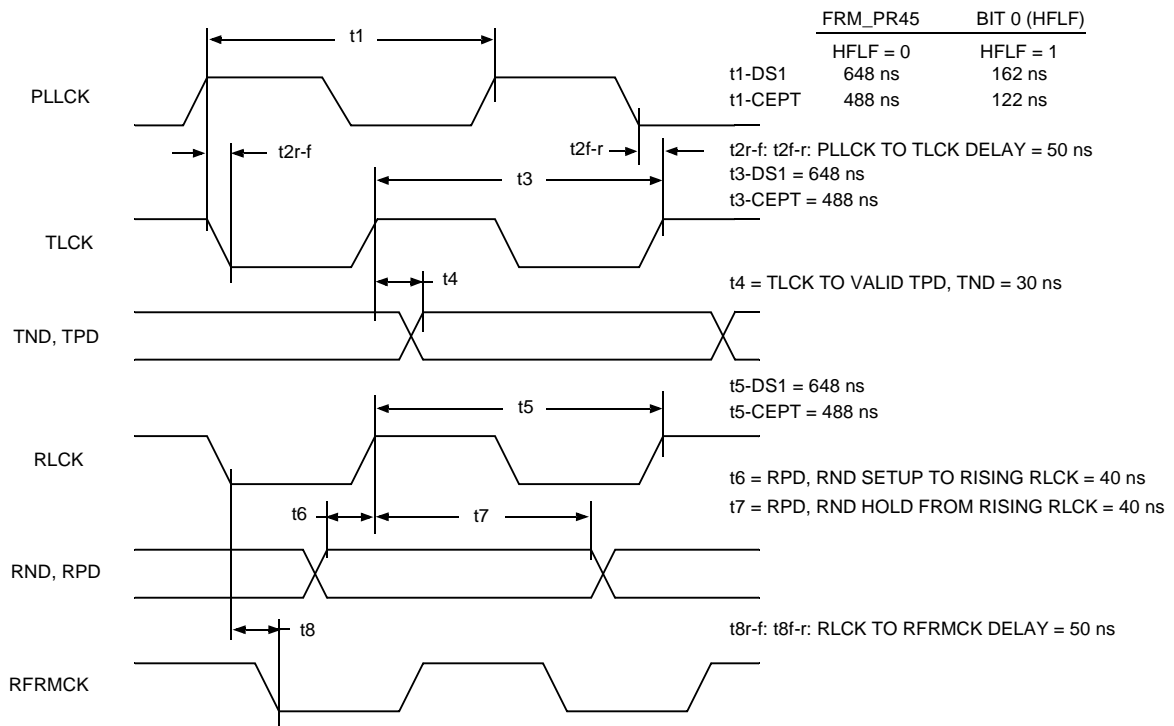 FRM_PR45 BIT 0 (HFLF)
HFLF = 0 HFLF = 1
t1-DS1 648 ns 162 ns
t1-CEPT 488 ns 122 ns
t1
PLLCK
t2r-f
t2f-r
t2r-f: t2f-r: PLLCK TO TLCK DELAY = 50 ns
t3-DS1 = 648 ns
t3-CEPT = 488 ns
t3
TLCK
t4
t4 = TLCK TO VALID TPD, TND = 30 ns
TND, TPD
t5-DS1 = 648 ns
t5-CEPT = 488 ns
t5
RLCK
t6 = RPD, RND SETUP TO RISING RLCK = 40 ns
t7 = RPD, RND HOLD FROM RISING RLCK = 40 ns
t6
t7
RND, RPD
t8
t8r-f: t8f-r: RLCK TO RFRMCK DELAY = 50 ns
RFRMCK